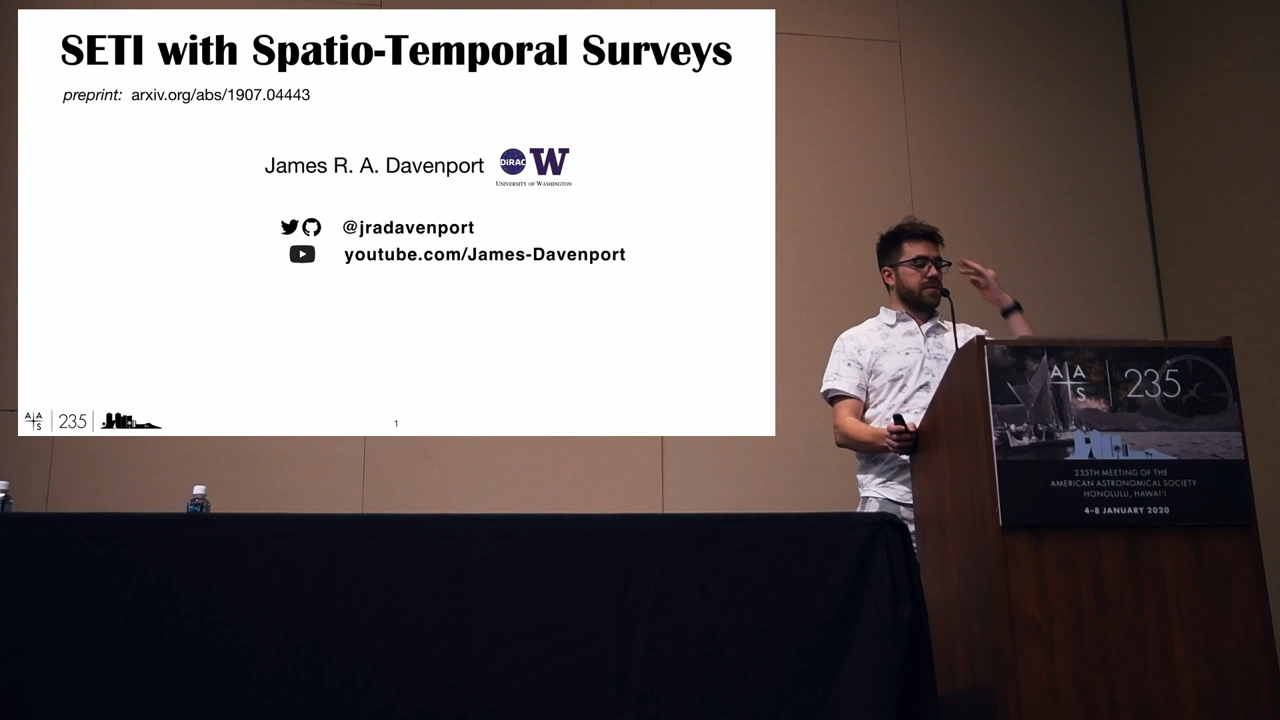 SETI with Spatio-Temporal Surveys
preprint: arxiv.org/abs/1907.04443
James R. A. Davenport
DiRAC
W
UNIVERSITY OF WASHINGTON
@jradavenport
youtube.com/James-Davenport
AAS
235
1
AAS
235
235TH MEETING OF THE
AMERICAN ASTRONOMICAL SOCIETY
HONOLULU, HAWAI'I
4–8 JANUARY 2020